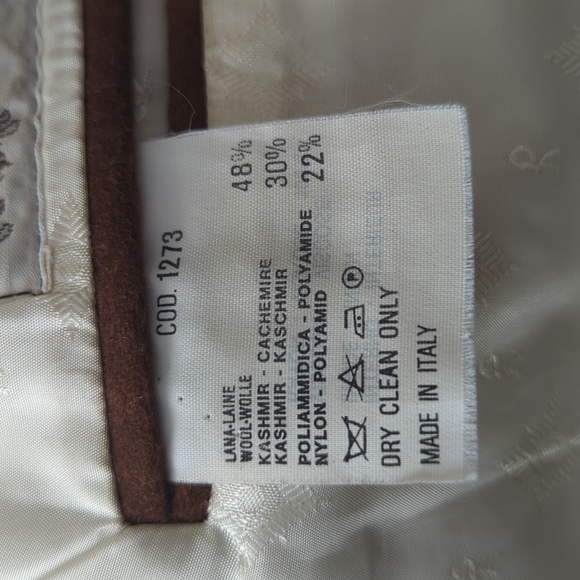 COD. 1273
LANA-LAINE
WOOL-WOLLE 48%
KASHMIR - CACHEMIRE
KASHMIR - KASCHMIR 30%
POLIAMMIDICA - POLYAMIDE
NYLON - POLYAMID 22%
P
DRY CLEAN ONLY
MADE IN ITALY